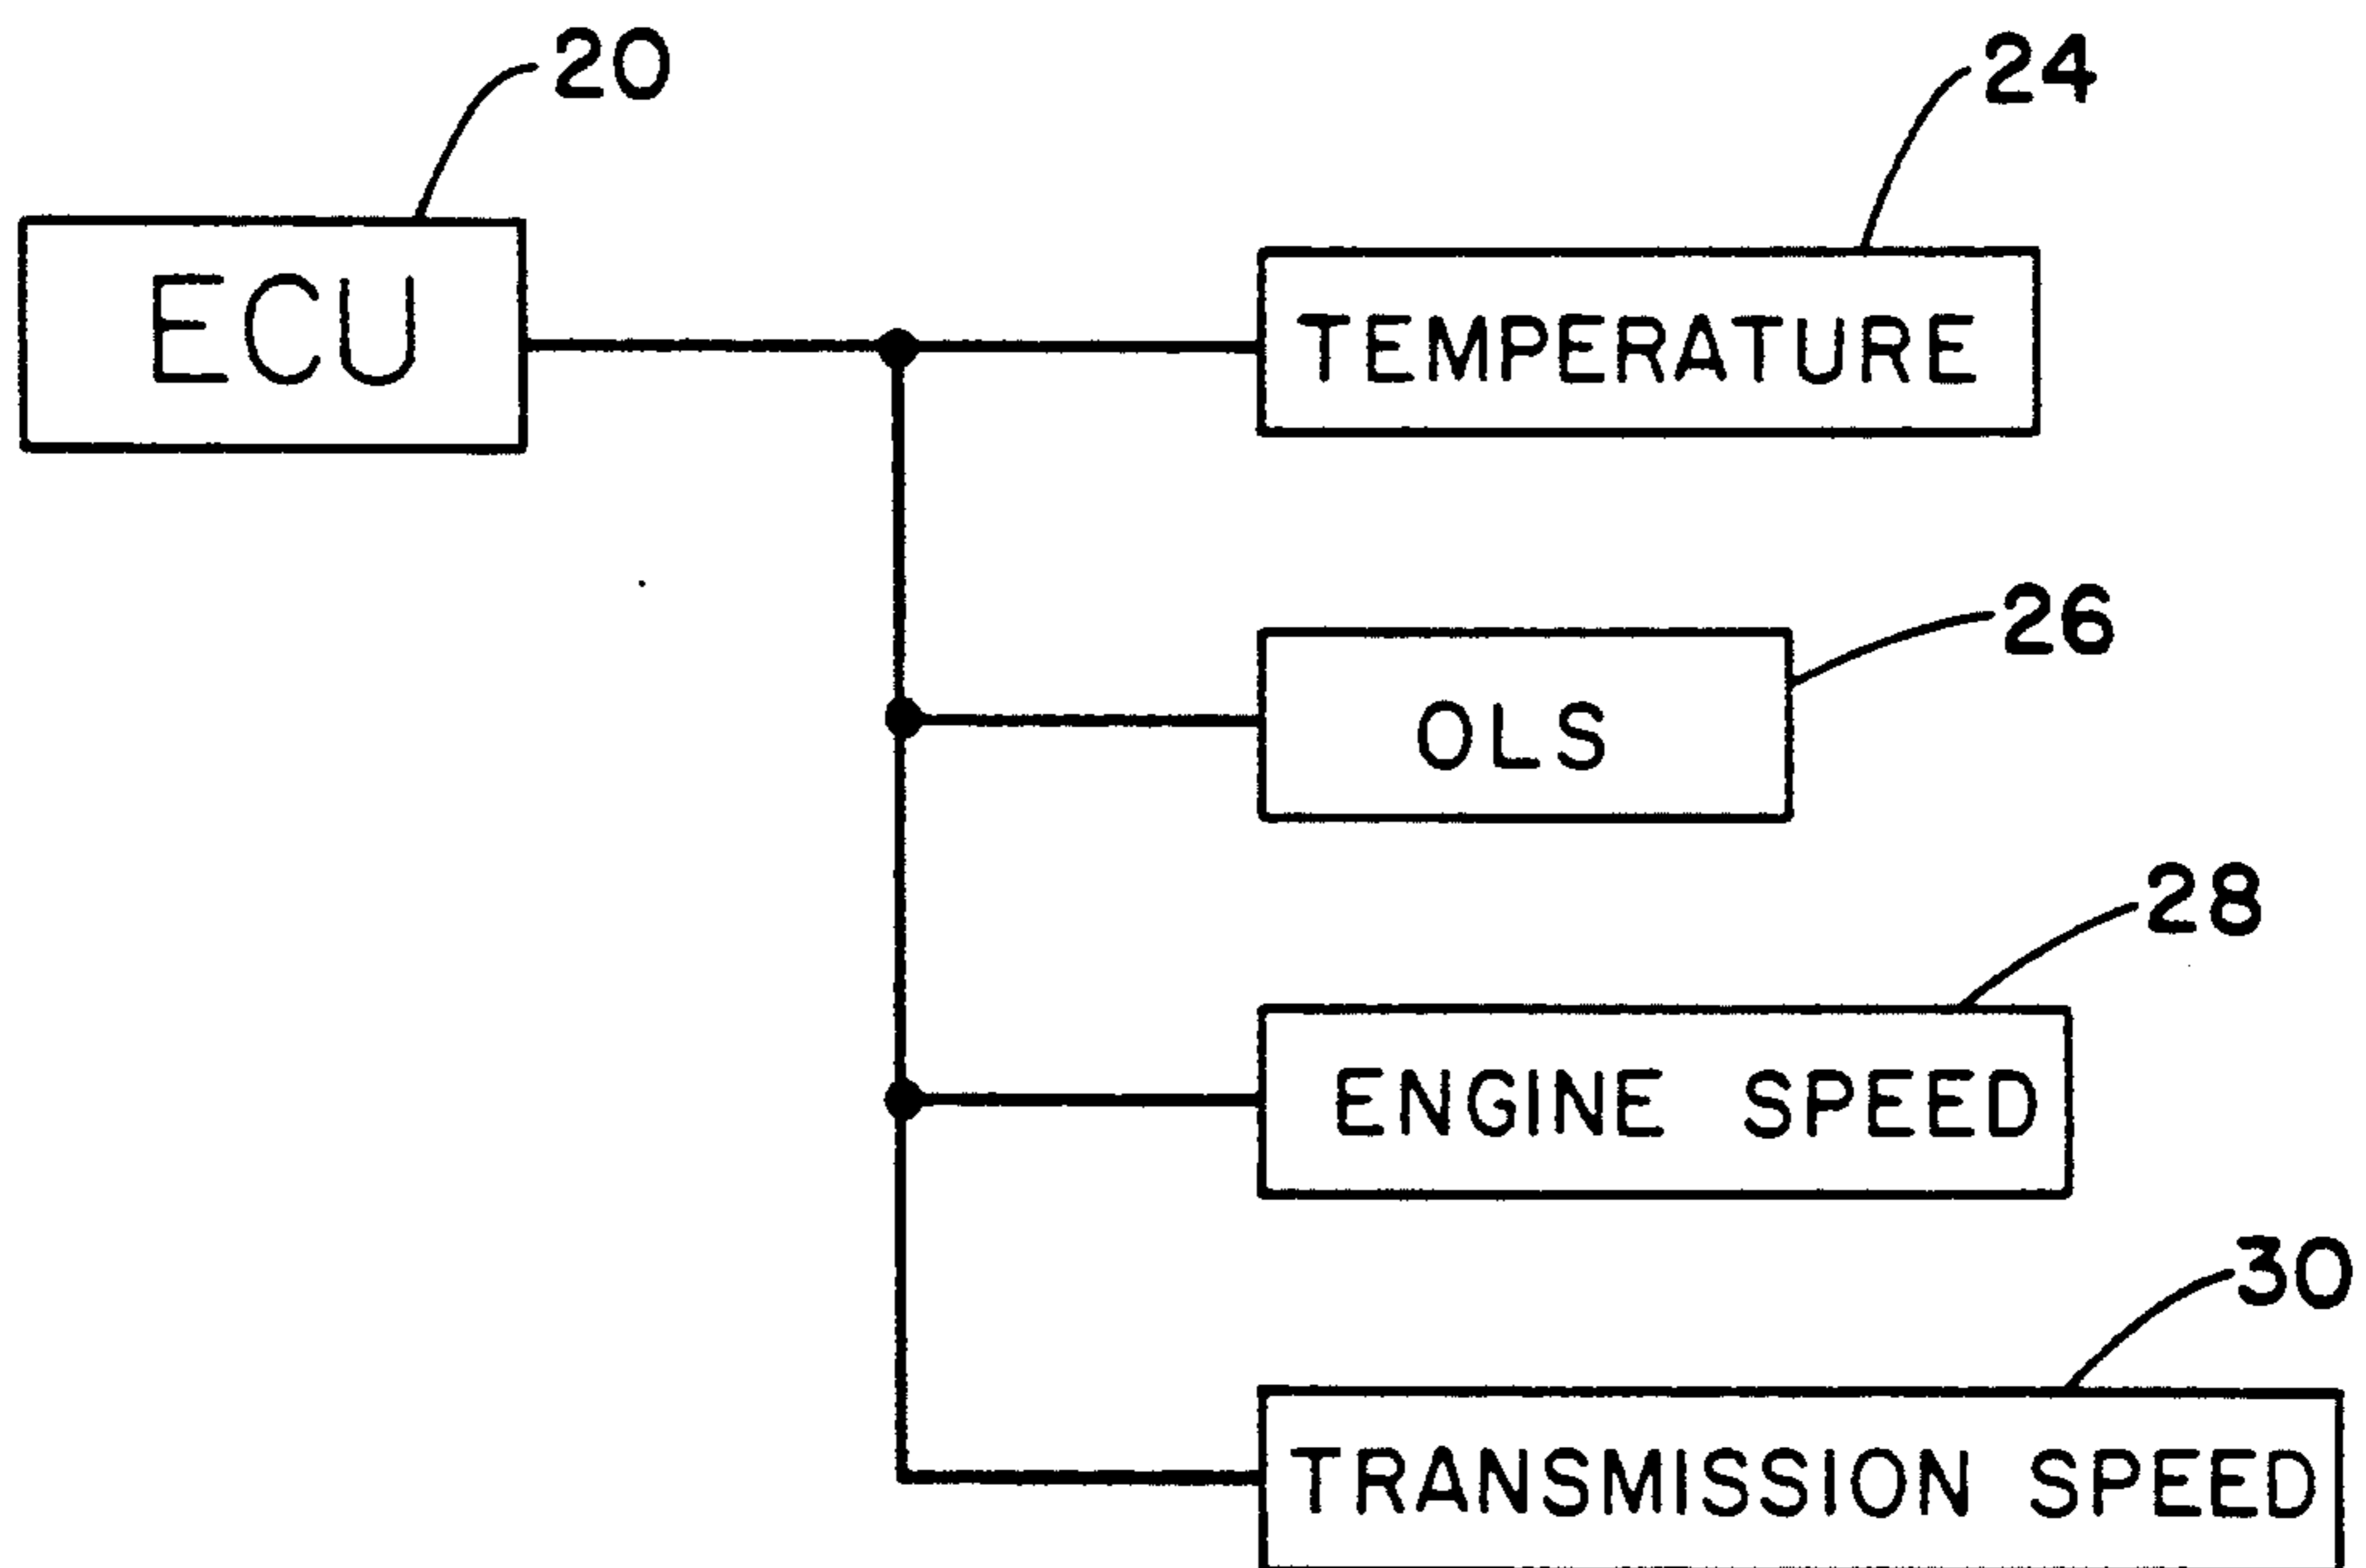 20
24
ECU
TEMPERATURE
26
OLS
28
ENGINE SPEED
30
TRANSMISSION SPEED